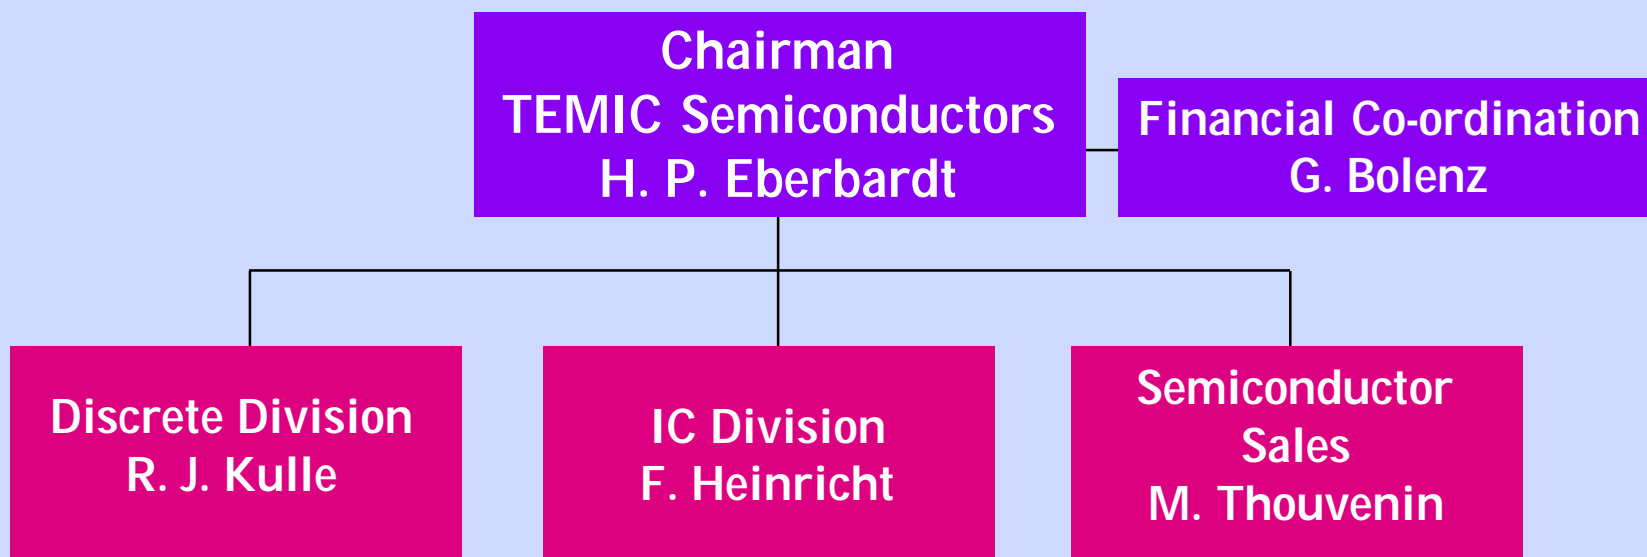 Chairman
TEMIC Semiconductors
H. P. Eberbardt
Financial Co-ordination
G. Bolenz
Discrete Division
R. J. Kulle
IC Division
F. Heinricht
Semiconductor
Sales
M. Thouvenin